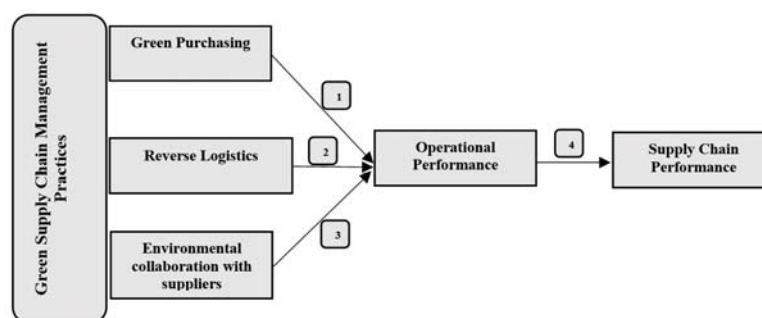 Green Supply Chain Management
Practices
Green Purchasing
1
Reverse Logistics
2
Operational
Performance
4
Supply Chain
Performance
3
Environmental
collaboration with
suppliers